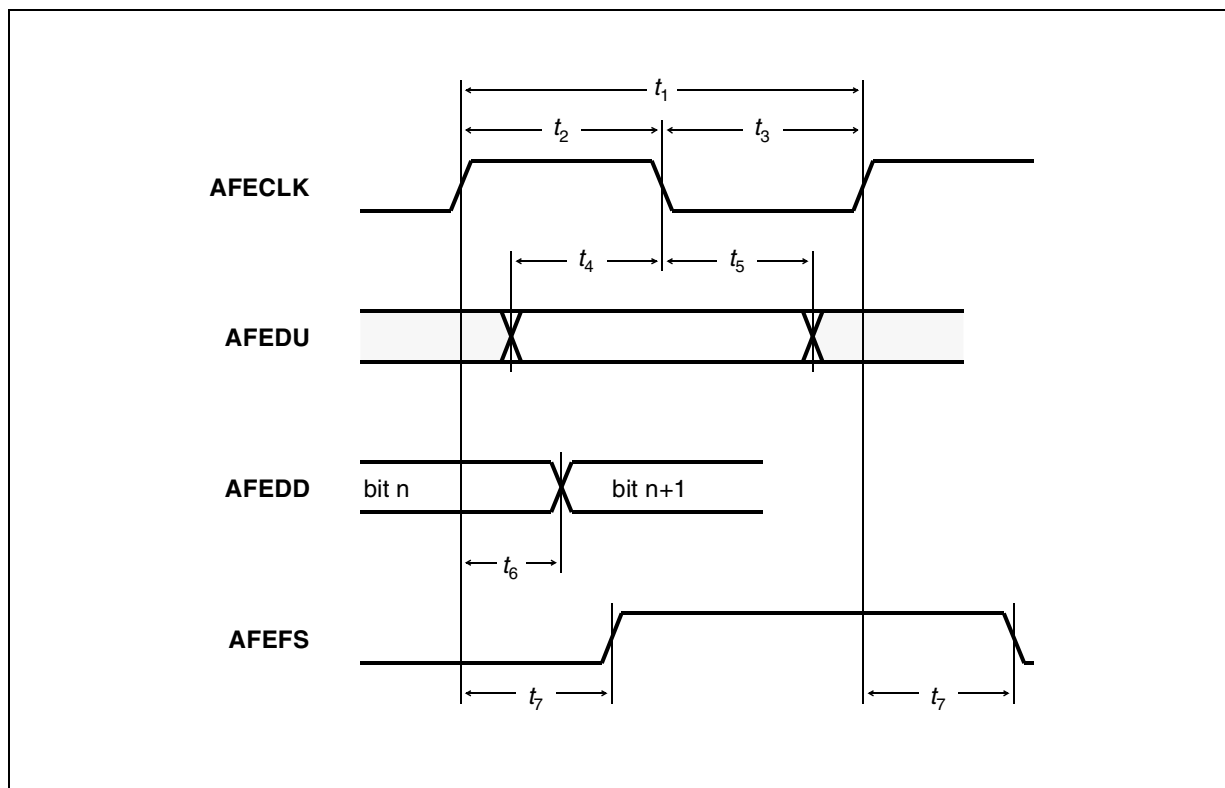 t1
t2
t3
AFECLK
t4
t5
AFEDU
AFEDD
bit n
bit n+1
t6
AFEFS
t7
t7